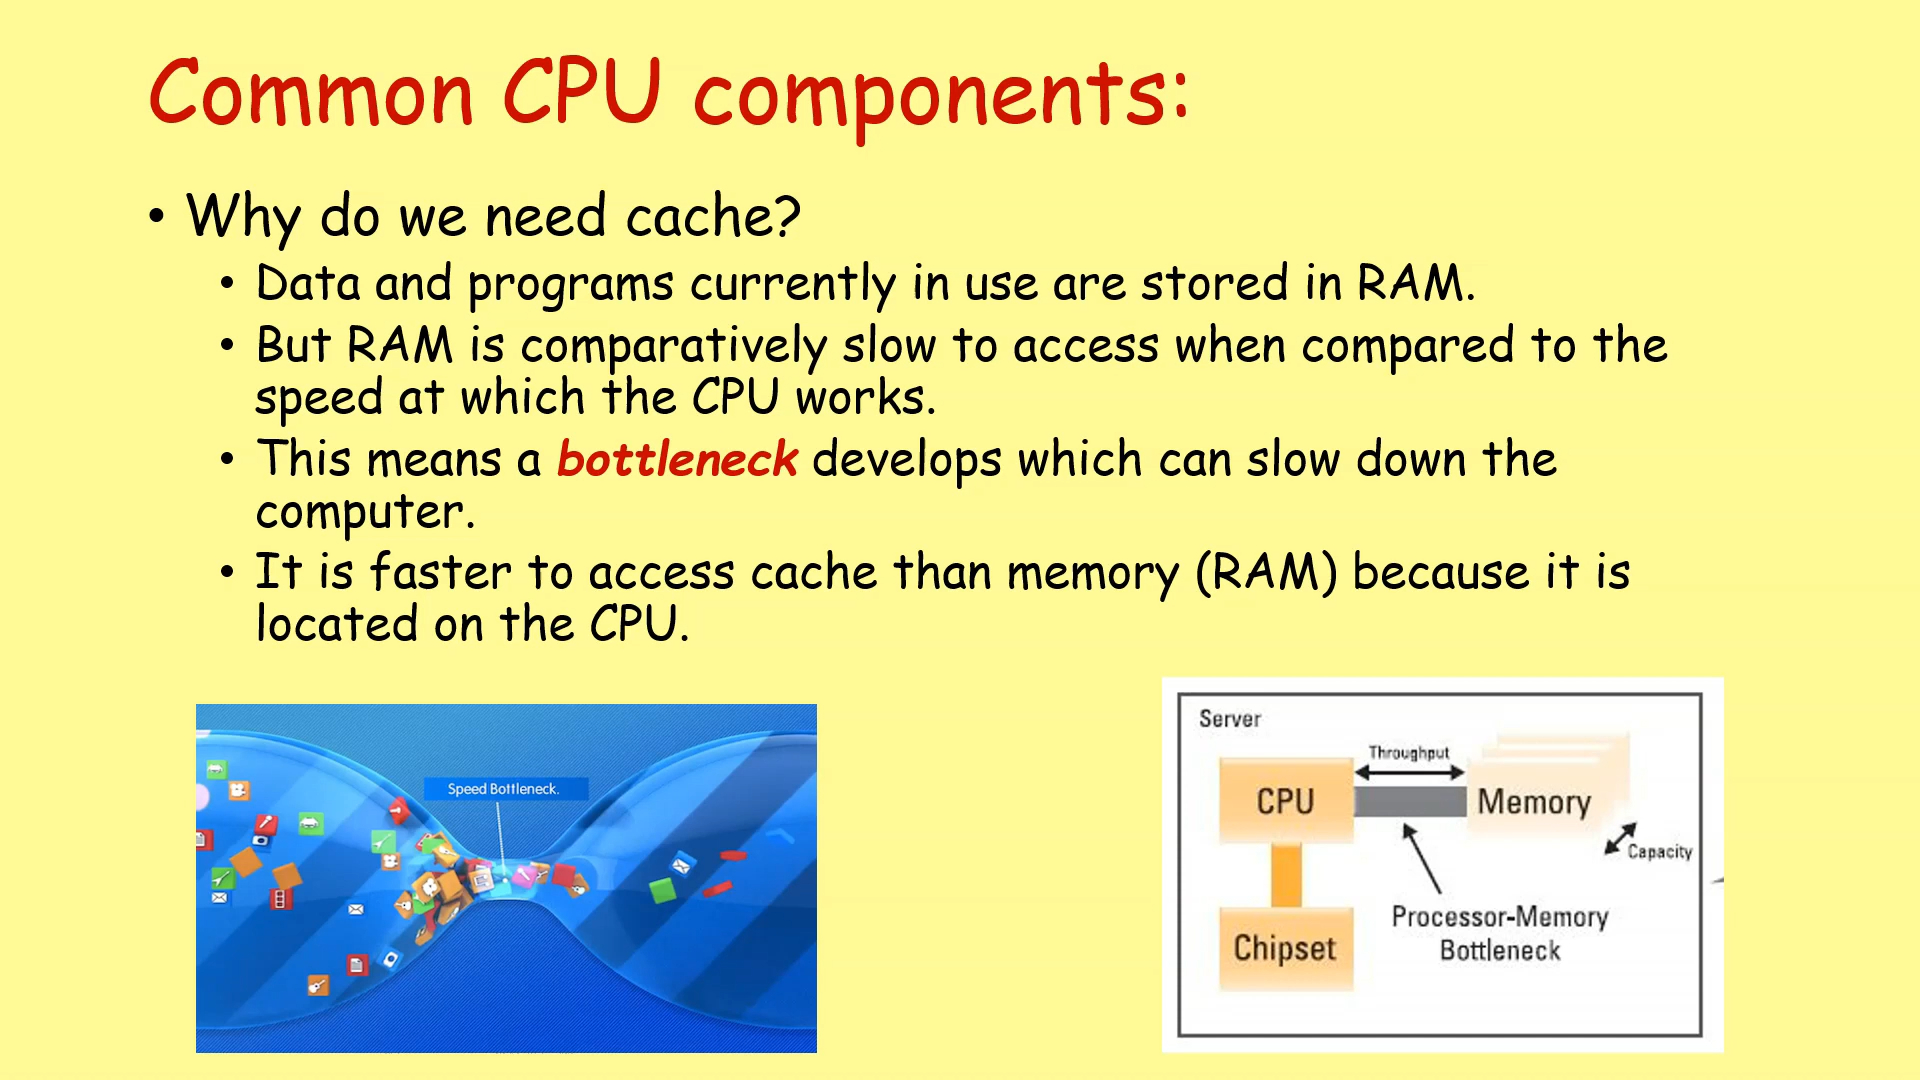 Common CPU components:
• Why do we need cache?
• Data and programs currently in use are stored in RAM.
• But RAM is comparatively slow to access when compared to the
speed at which the CPU works.
• This means a bottleneck develops which can slow down the
computer.
• It is faster to access cache than memory (RAM) because it is
located on the CPU.
Speed Bottleneck.
Server
Throughput
CPU
Memory
Capacity
Processor-Memory
Bottleneck
Chipset